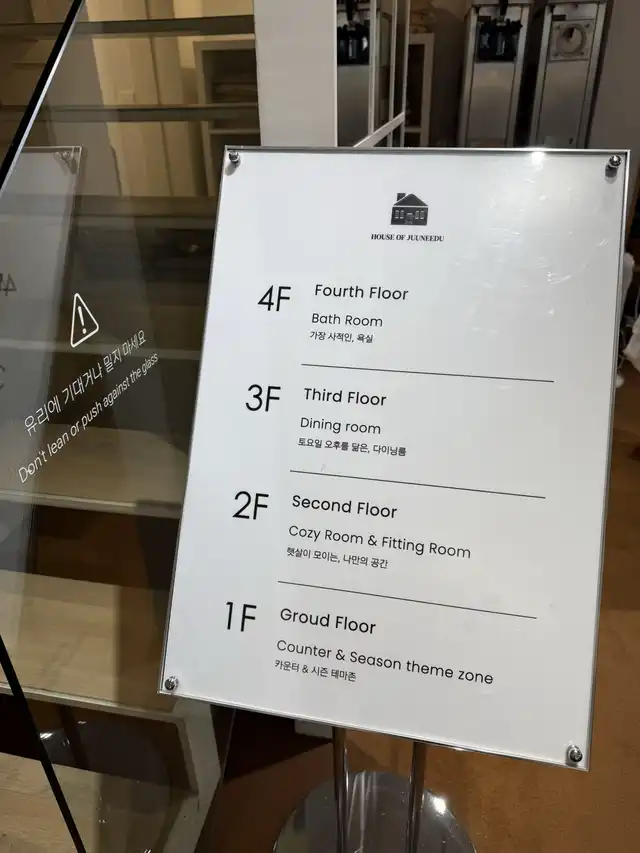 유리에 기대거나 밀지 마세요
Don't lean or push against the glass
HOUSE OF JUUNEEDU
4F
Fourth Floor
Bath Room
가장 사적인, 욕실
3F
Third Floor
Dining room
토요일 오후를 닮은, 다이닝룸
2F
Second Floor
Cozy Room & Fitting Room
햇살이 모이는, 나만의 공간
1F
Groud Floor
Counter & Season theme zone
카운터 & 시즌 테마존